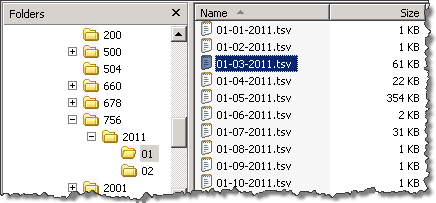 Folders
200
500
504
660
678
756
2011
01
02
2001
Name Size
01-01-2011.tsv 1 KB
01-02-2011.tsv 1 KB
01-03-2011.tsv 61 KB
01-04-2011.tsv 22 KB
01-05-2011.tsv 354 KB
01-06-2011.tsv 2 KB
01-07-2011.tsv 31 KB
01-08-2011.tsv 1 KB
01-09-2011.tsv 1 KB
01-10-2011.tsv 1 KB